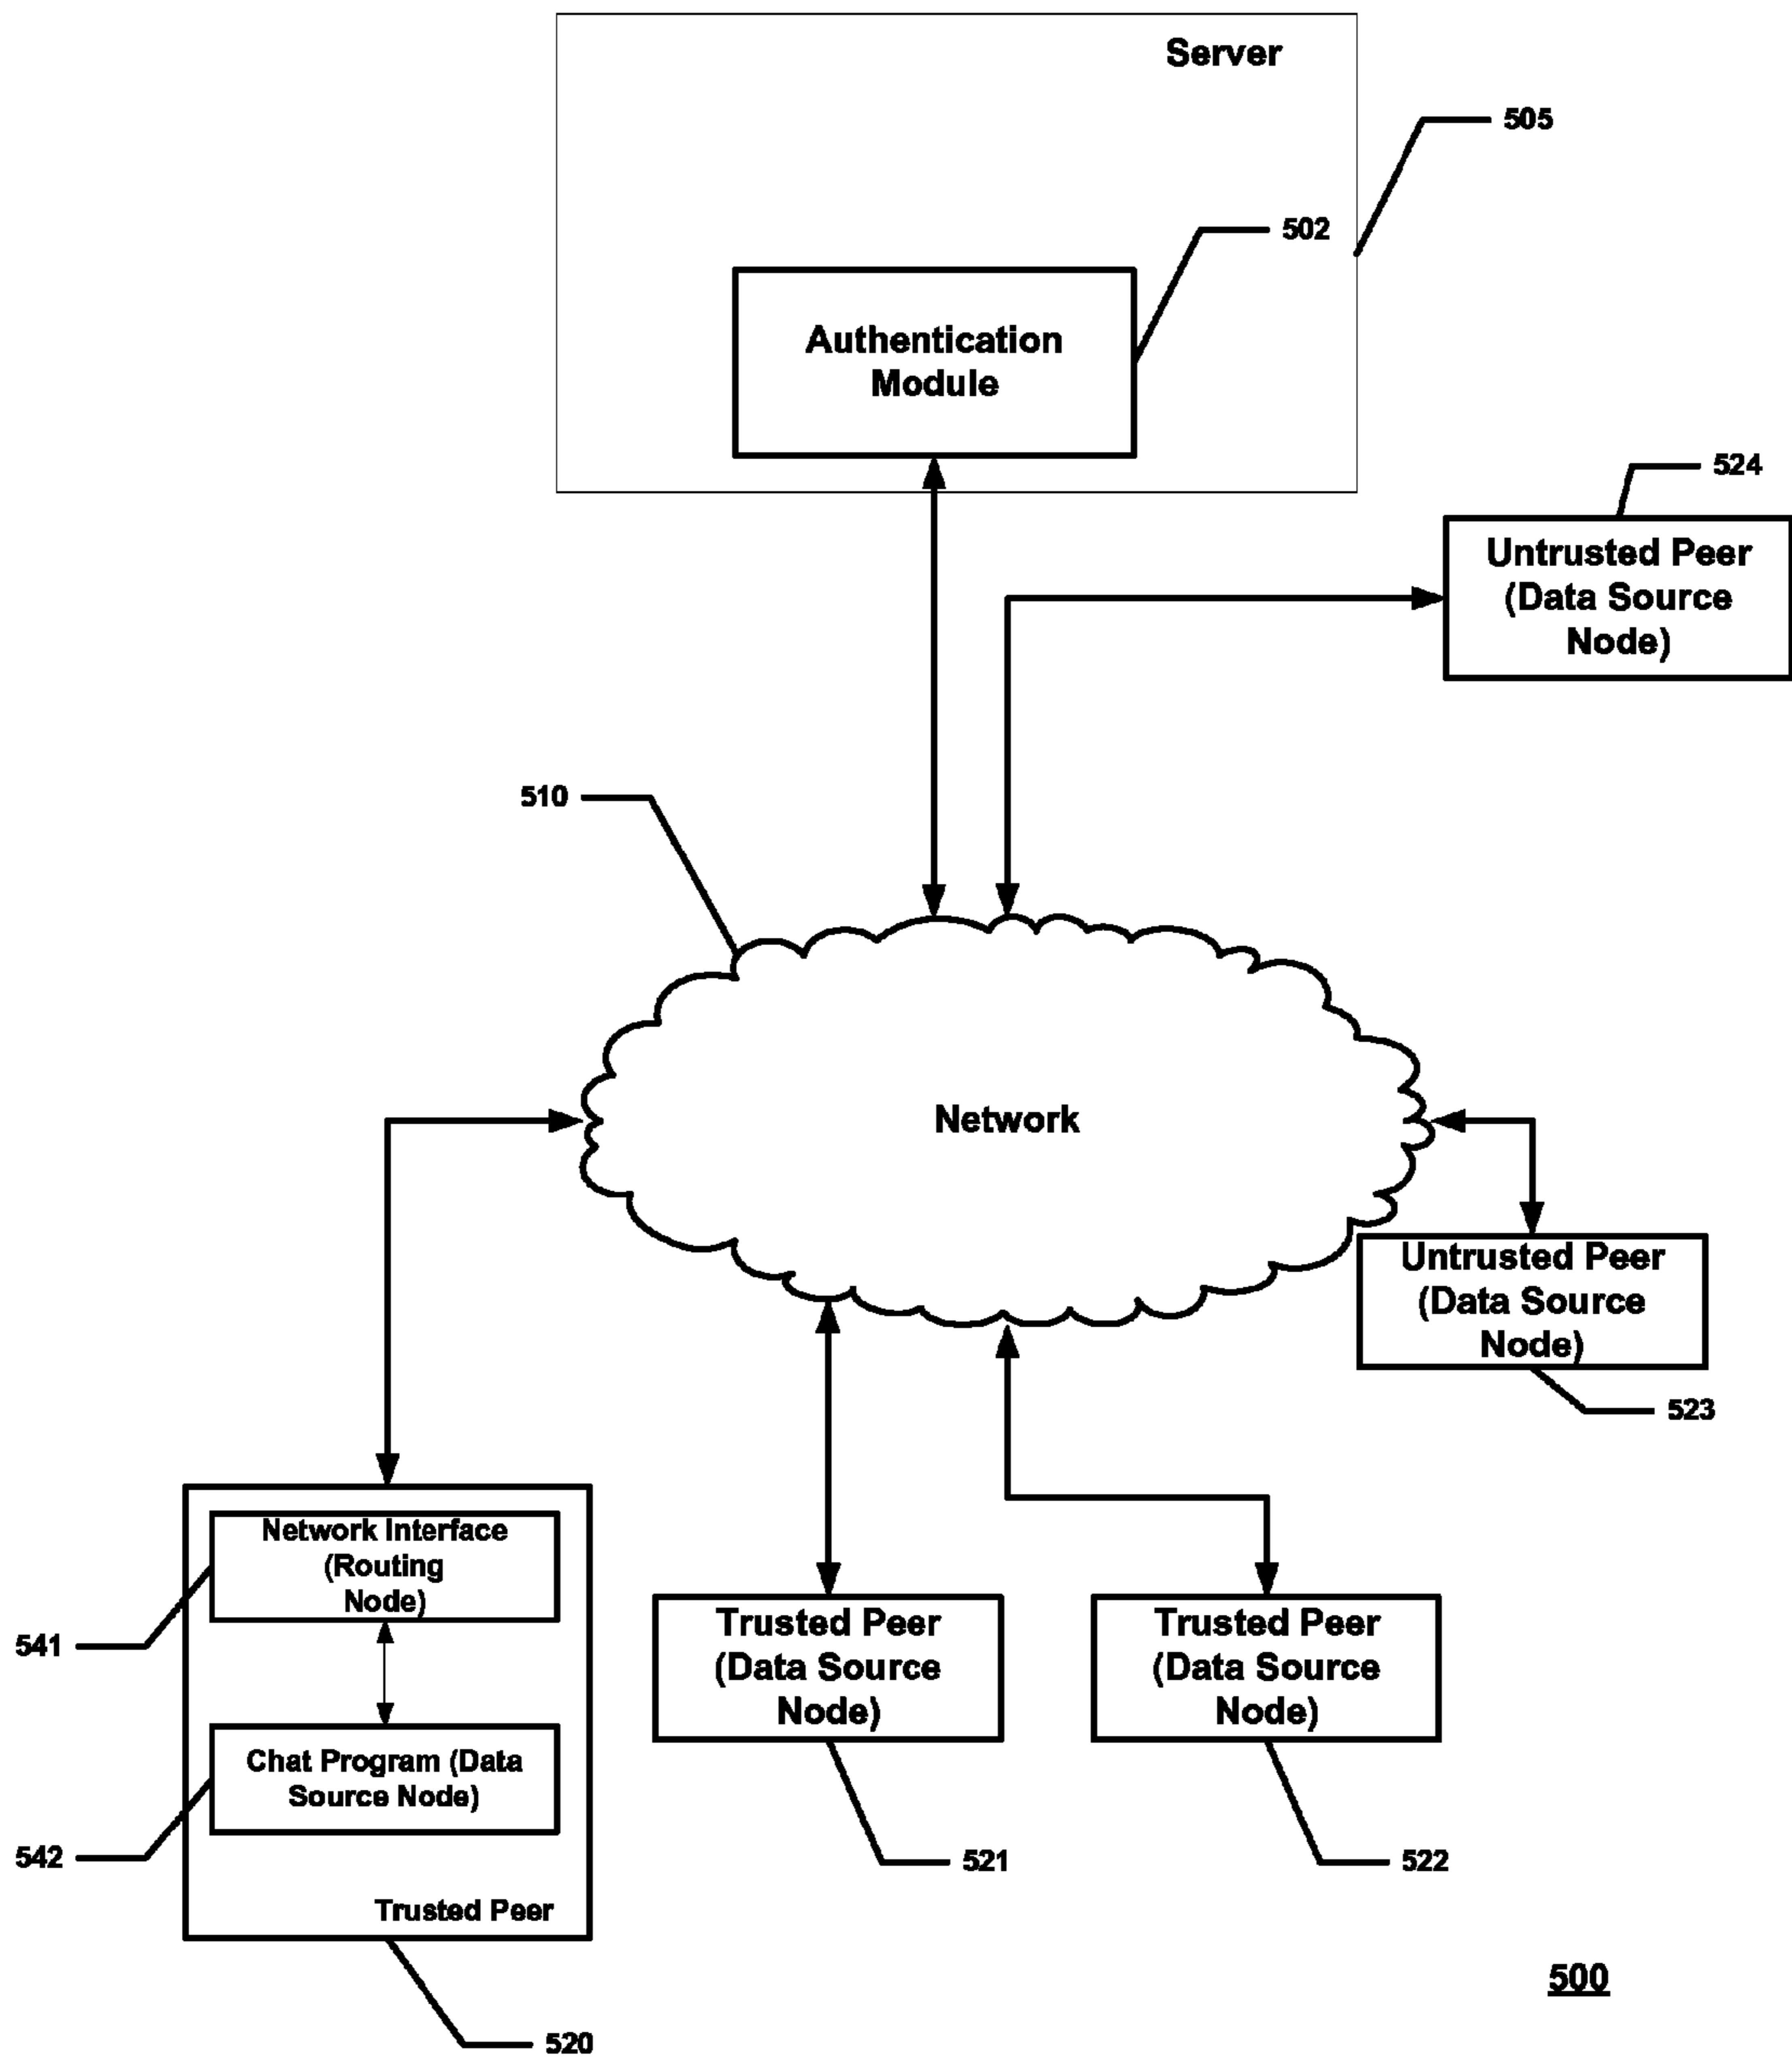 Server
505
502
Authentication
Module
524
Untrusted Peer
(Data Source
Node)
510
Network
Untrusted Peer
(Data Source
Node)
523
Network Interface
(Routing
Node)
541
Trusted Peer
(Data Source
Node)
Trusted Peer
(Data Source
Node)
Chat Program (Data
Source Node)
542
521
522
Trusted Peer
500
520